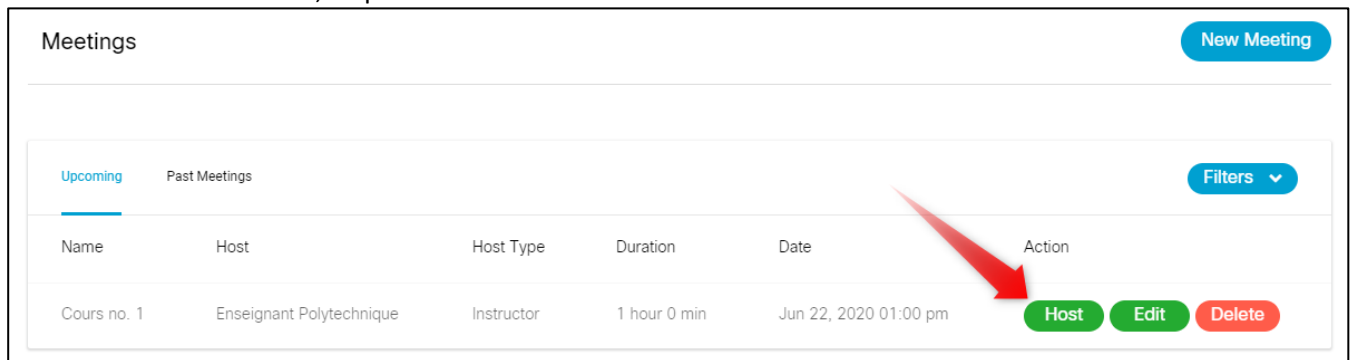 Meetings New Meeting
Upcoming Past Meetings Filters
Name Host Host Type Duration Date Action
Cours no. 1 Enseignant Polytechnique Instructor 1 hour 0 min Jun 22, 2020 01:00 pm Host Edit Delete